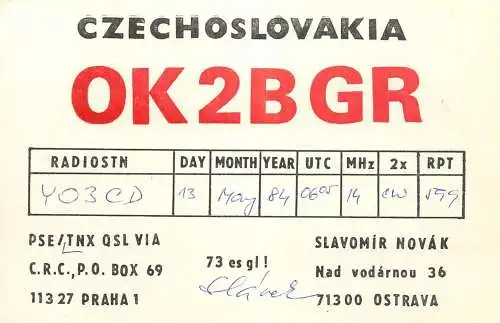 CZECHOSLOVAKIA
OK2BGR
RADIOSTN DAY MONTH YEAR UTC MHz 2x RPT
YO3CD 13 May 84 0605 14 CW 599
PSE/TNX QSL VIA
C.R.C., P.O. BOX 69
113 27 PRAHA 1
73 es gl!
Slávek
SLAVOMÍR NOVÁK
Nad vodárnou 36
713 00 OSTRAVA